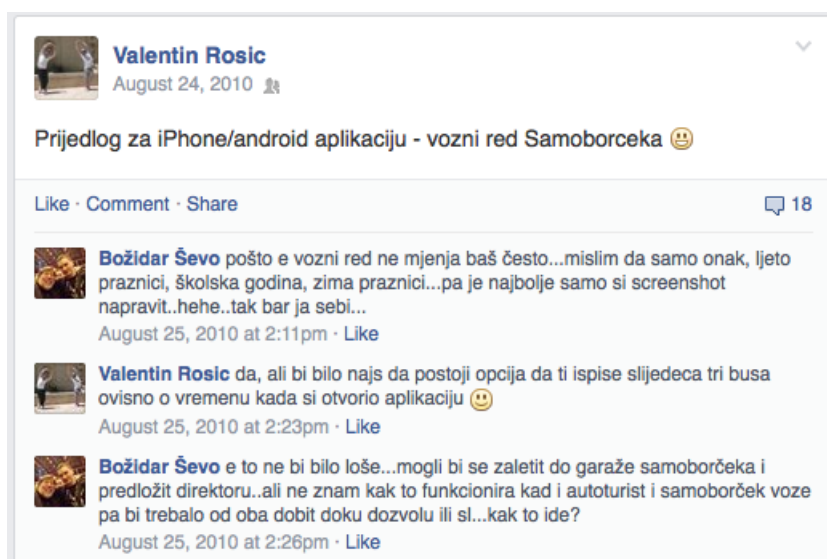 Valentin Rosic
August 24, 2010
Prijedlog za iPhone/android aplikaciju - vozni red Samoborceka
Like · Comment · Share
18
Božidar Ševo pošto e vozni red ne mjenja baš često...mislim da samo onak, ljeto
praznici, školska godina, zima praznici...pa je najbolje samo si screenshot
napravit..hehe..tak bar ja sebi...
August 25, 2010 at 2:11pm · Like
Valentin Rosic da, ali bi bilo najs da postoji opcija da ti ispise slijedeca tri busa
ovisno o vremenu kada si otvorio aplikaciju
August 25, 2010 at 2:23pm · Like
Božidar Ševo e to ne bi bilo loše...mogli bi se zaletit do garaže samoborčeka i
predložit direktoru..ali ne znam kak to funkcionira kad i autoturist i samoborček voze
pa bi trebalo od oba dobit doku dozvolu ili sl...kak to ide?
August 25, 2010 at 2:26pm · Like